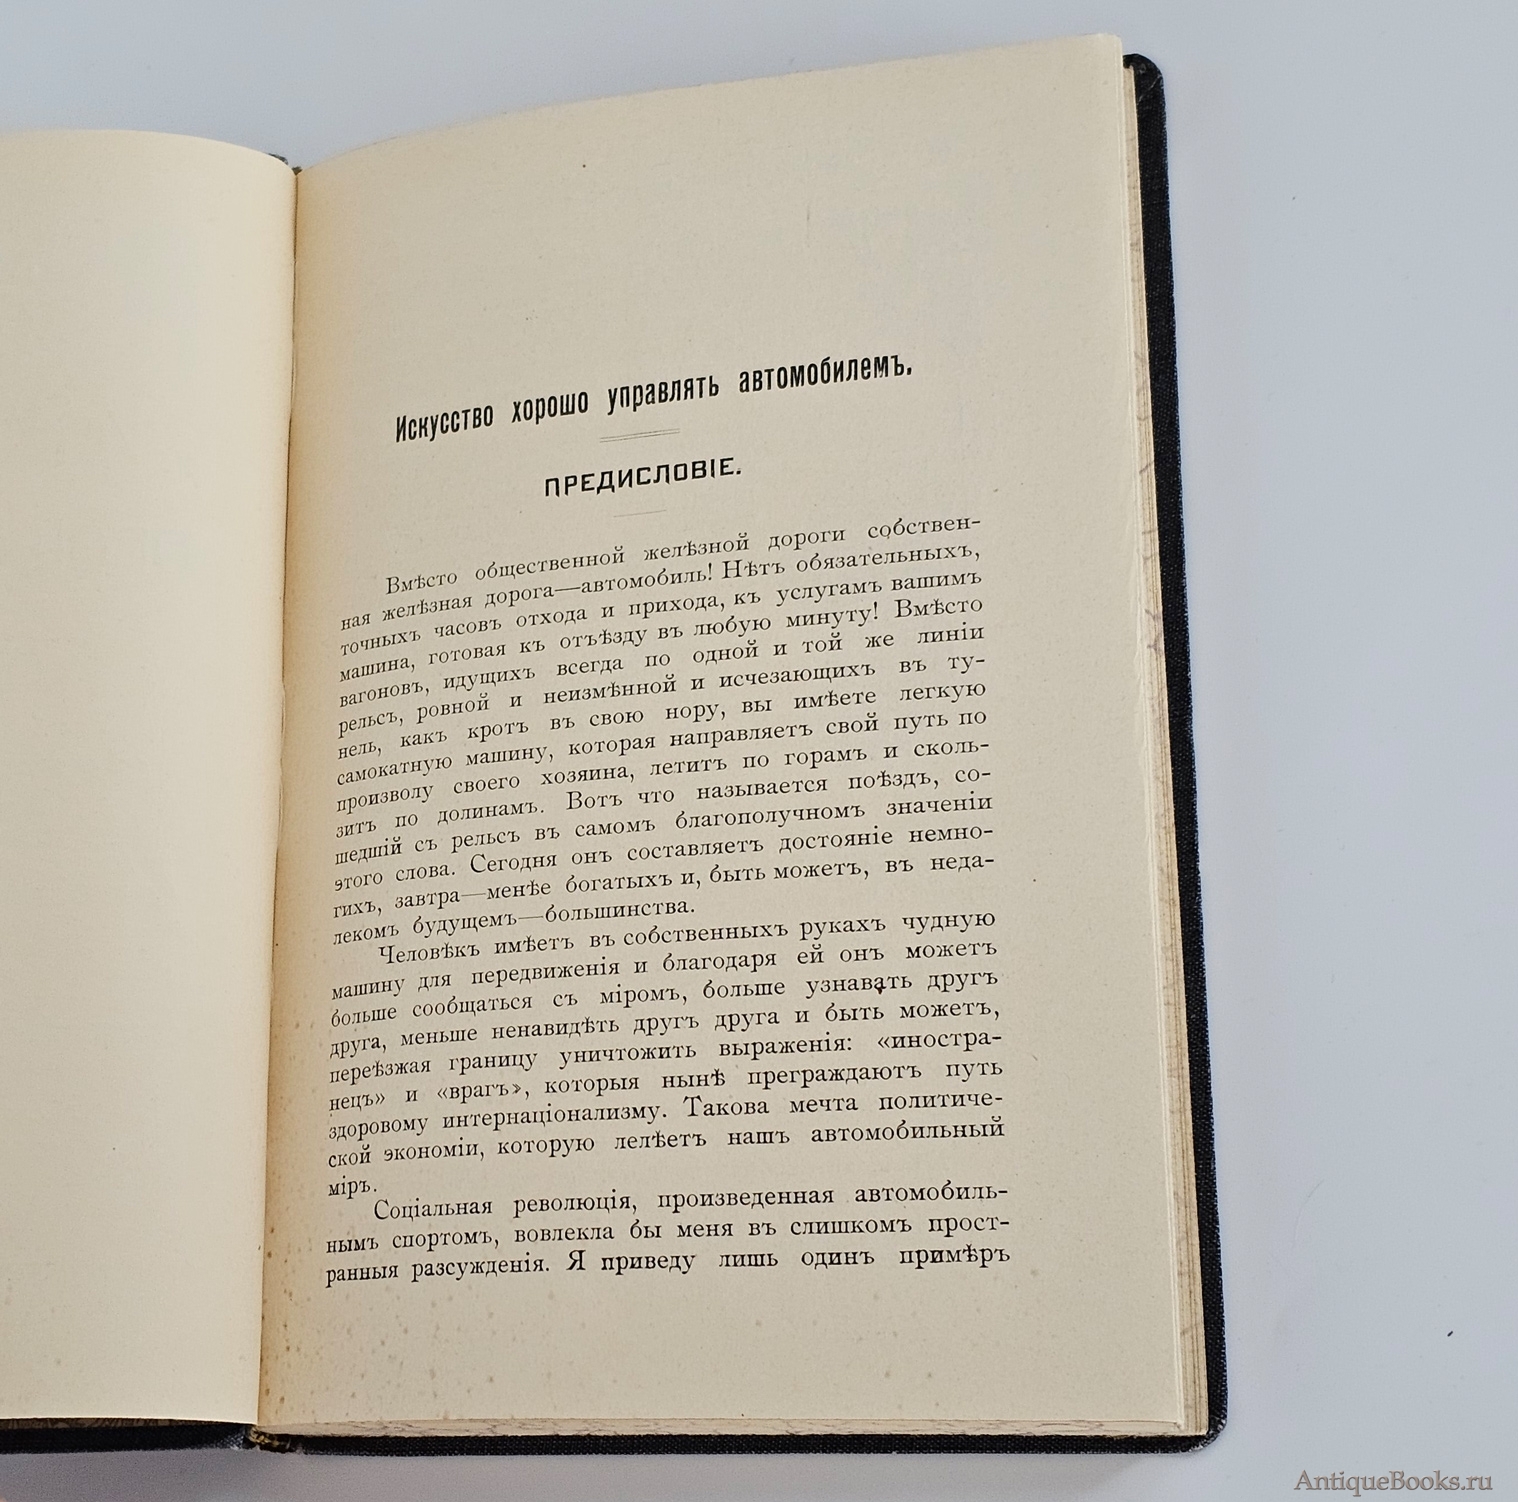 Искусство хорошо управлять автомобилемъ.
ПРЕДИСЛОВІЕ.
Вмѣсто общественной желѣзной дороги собствен-
ная желѣзная дорога—автомобиль! Нѣтъ обязательныхъ,
точныхъ часовъ отхода и прихода, къ услугамъ вашимъ
машина, готовая къ отъѣзду въ любую минуту! Вмѣсто
вагоновъ, идущихъ всегда по одной и той же линіи
рельсъ, ровной и неизмѣнной и исчезающихъ въ ту-
нель, какъ кротъ въ свою нору, вы имѣете легкую
самокатную машину, которая направляетъ свой путь по
произволу своего хозяина, летитъ по горамъ и сколь-
зитъ по долинамъ. Вотъ что называется поѣздъ, со-
шедшій съ рельсъ въ самомъ благополучномъ значеніи
этого слова. Сегодня онъ составляетъ достояніе немно-
гихъ, завтра—менѣе богатыхъ и, быть можетъ, въ неда-
лекомъ будущемъ—большинства.
Человѣкъ имѣетъ въ собственныхъ рукахъ чудную
машину для передвиженія и благодаря ей онъ можетъ
больше сообщаться съ міромъ, больше узнавать другъ
друга, меньше ненавидѣть другъ друга и быть можетъ,
переѣзжая границу уничтожить выраженія: «иностра-
нецъ» и «врагъ», которыя нынѣ преграждаютъ путь
здоровому интернаціонализму. Такова мечта политиче-
ской экономіи, которую лелѣетъ нашъ автомобильный
міръ.
Соціальная революція, произведенная автомобиль-
нымъ спортомъ, вовлекла бы меня въ слишкомъ прост-
ранныя разсужденія. Я приведу лишь одинъ примѣръ
AntiqueBooks.ru